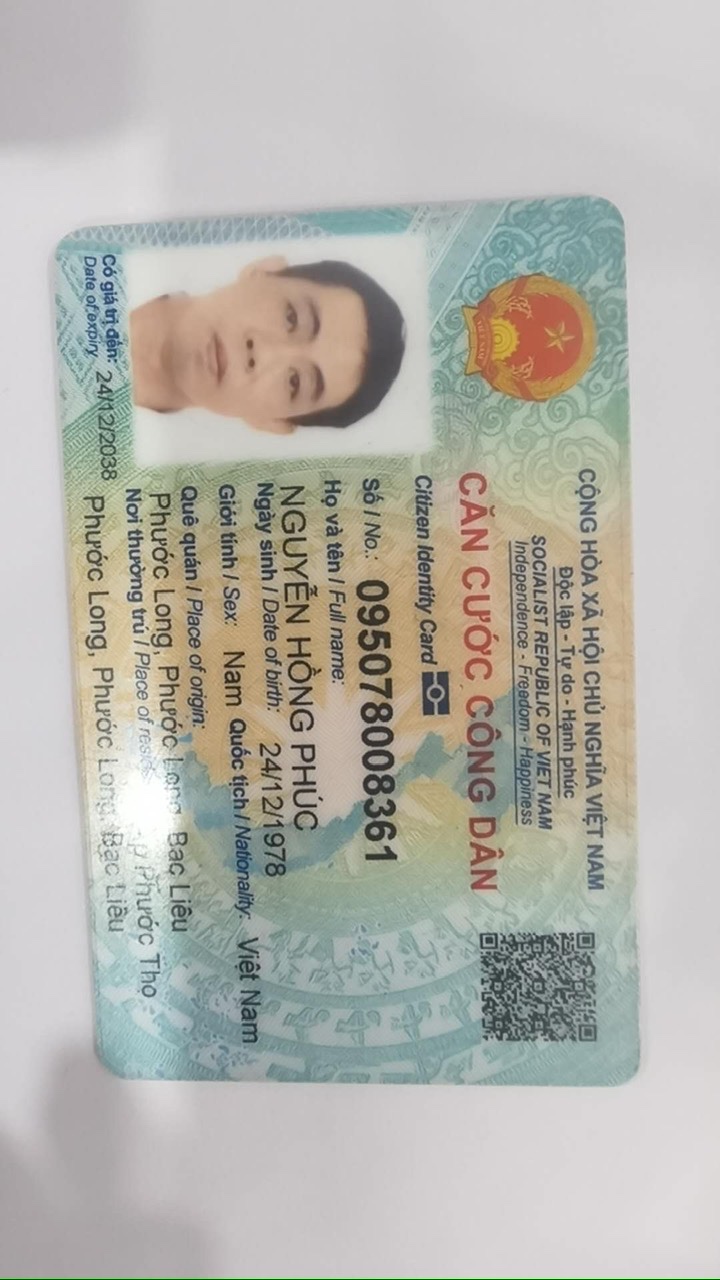 CỘNG HÒA XÃ HỘI CHỦ NGHĨA VIỆT NAM
Độc lập - Tự do - Hạnh phúc
SOCIALIST REPUBLIC OF VIET NAM
Independence - Freedom - Happiness
CĂN CƯỚC CÔNG DÂN
Citizen Identity Card
Số / No.: 095078008361
Họ và tên / Full name:
NGUYỄN HỒNG PHÚC
Ngày sinh / Date of birth: 24/12/1978
Giới tính / Sex: Nam Quốc tịch / Nationality: Việt Nam
Quê quán / Place of origin:
Phước Long, Phước Long, Bạc Liêu
Nơi thường trú / Place of Phước Thọ
Phước Long, Phước Long, Bạc Liêu
Có giá trị đến: 24/12/2038
Date of expiry